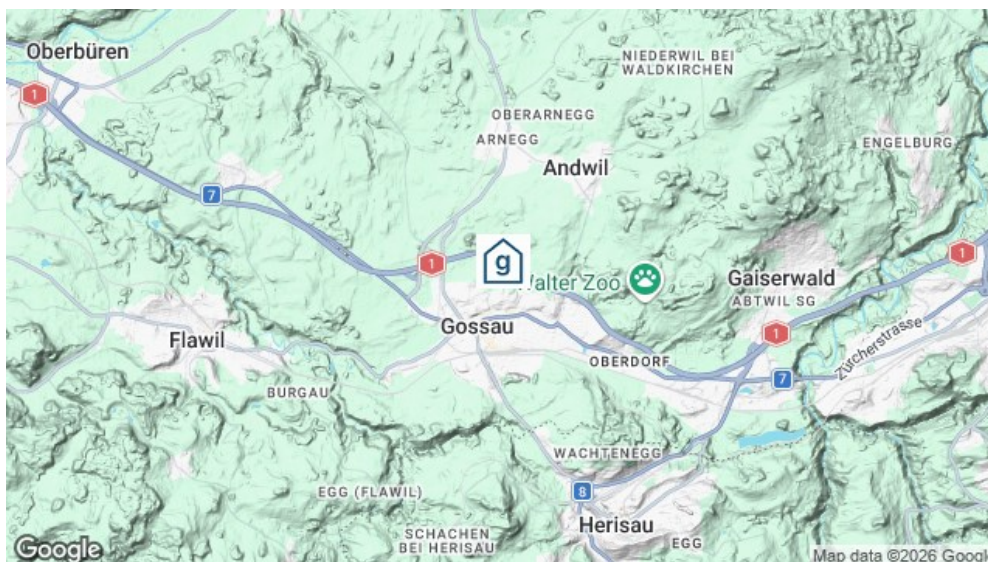 Oberbüren
1
NIEDERWIL BEI
WALDKIRCHEN
OBERARNEGG
ARNEGG
ENGELBURG
Andwil
7
g
1
Walter Zoo
Gaiserwald
ABTWIL SG
1
1
Gossau
Flawil
OBERDORF
Zürcherstrasse
7
BURGAU
WACHTENEGG
EGG (FLAWIL)
8
Herisau
SCHACHEN
BEI HERISAU
EGG
Google
Map data ©2026 Google